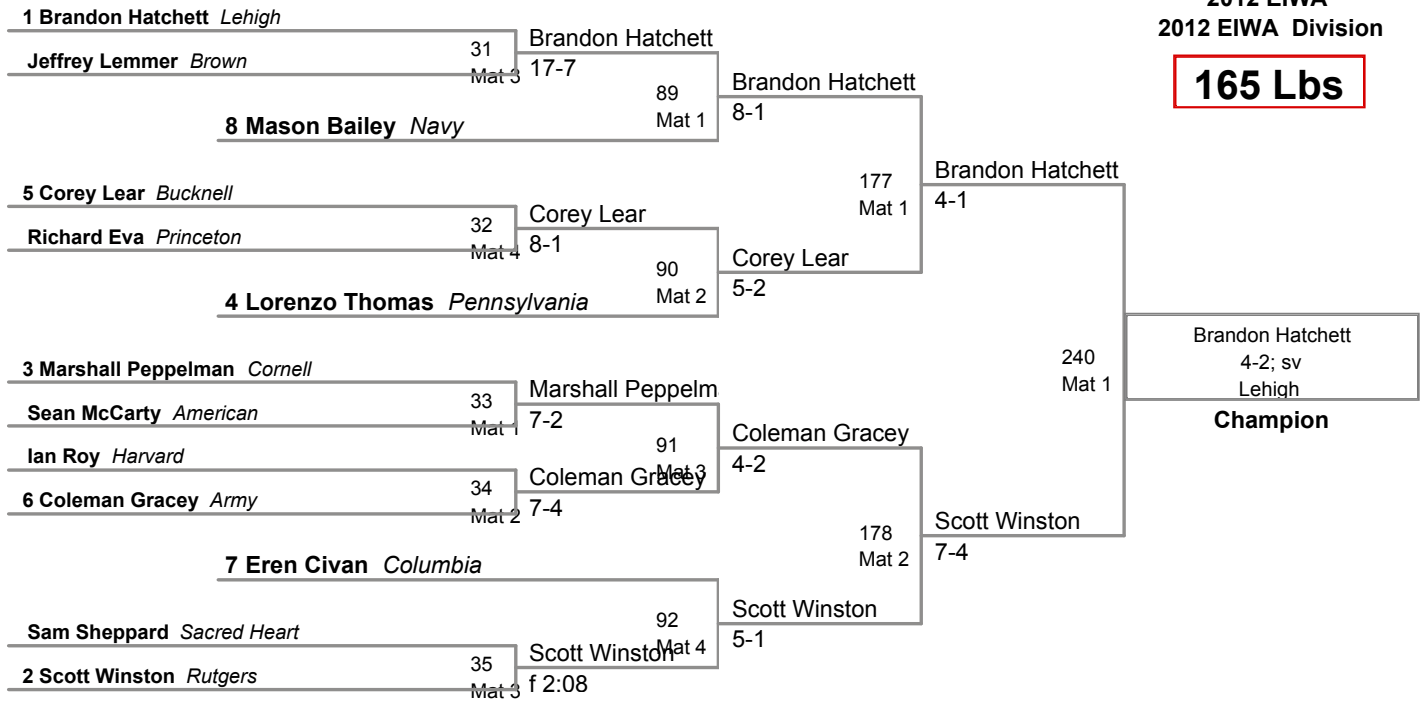 2012 EIWA
2012 EIWA Division
165 Lbs
1 Brandon Hatchett Lehigh
Jeffrey Lemmer Brown
31
Mat 3
Brandon Hatchett
17-7
8 Mason Bailey Navy
89
Mat 1
Brandon Hatchett
8-1
5 Corey Lear Bucknell
Richard Eva Princeton
32
Mat 4
Corey Lear
8-1
4 Lorenzo Thomas Pennsylvania
90
Mat 2
Corey Lear
5-2
177
Mat 1
Brandon Hatchett
4-1
3 Marshall Peppelman Cornell
Sean McCarty American
33
Mat 1
Marshall Peppelm
7-2
Ian Roy Harvard
6 Coleman Gracey Army
34
Mat 2
Coleman Gracey
7-4
91
Mat 3
Coleman Gracey
4-2
7 Eren Civan Columbia
Sam Sheppard Sacred Heart
2 Scott Winston Rutgers
35
Mat 3
Scott Winston
f 2:08
92
Mat 4
Scott Winston
5-1
178
Mat 2
Scott Winston
7-4
240
Mat 1
Brandon Hatchett
4-2; sv
Lehigh
Champion